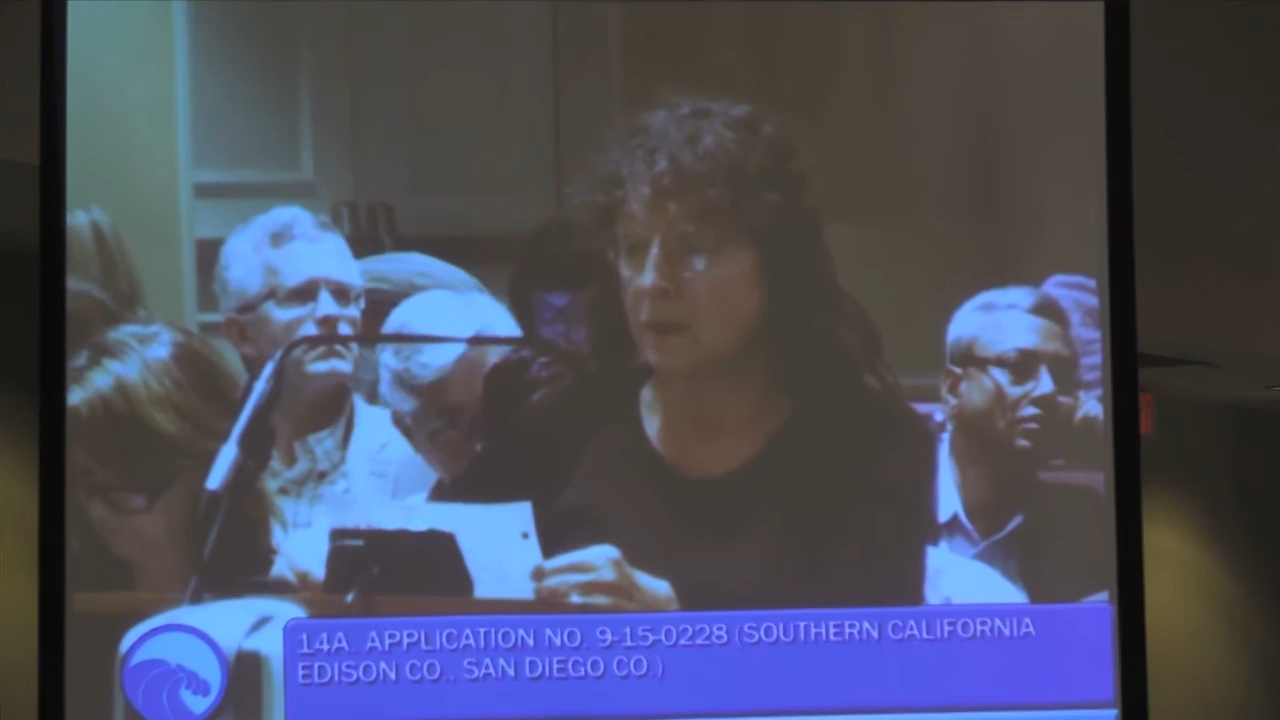 14A. APPLICATION NO. 9-15-0228 (SOUTHERN CALIFORNIA
EDISON CO., SAN DIEGO CO.)